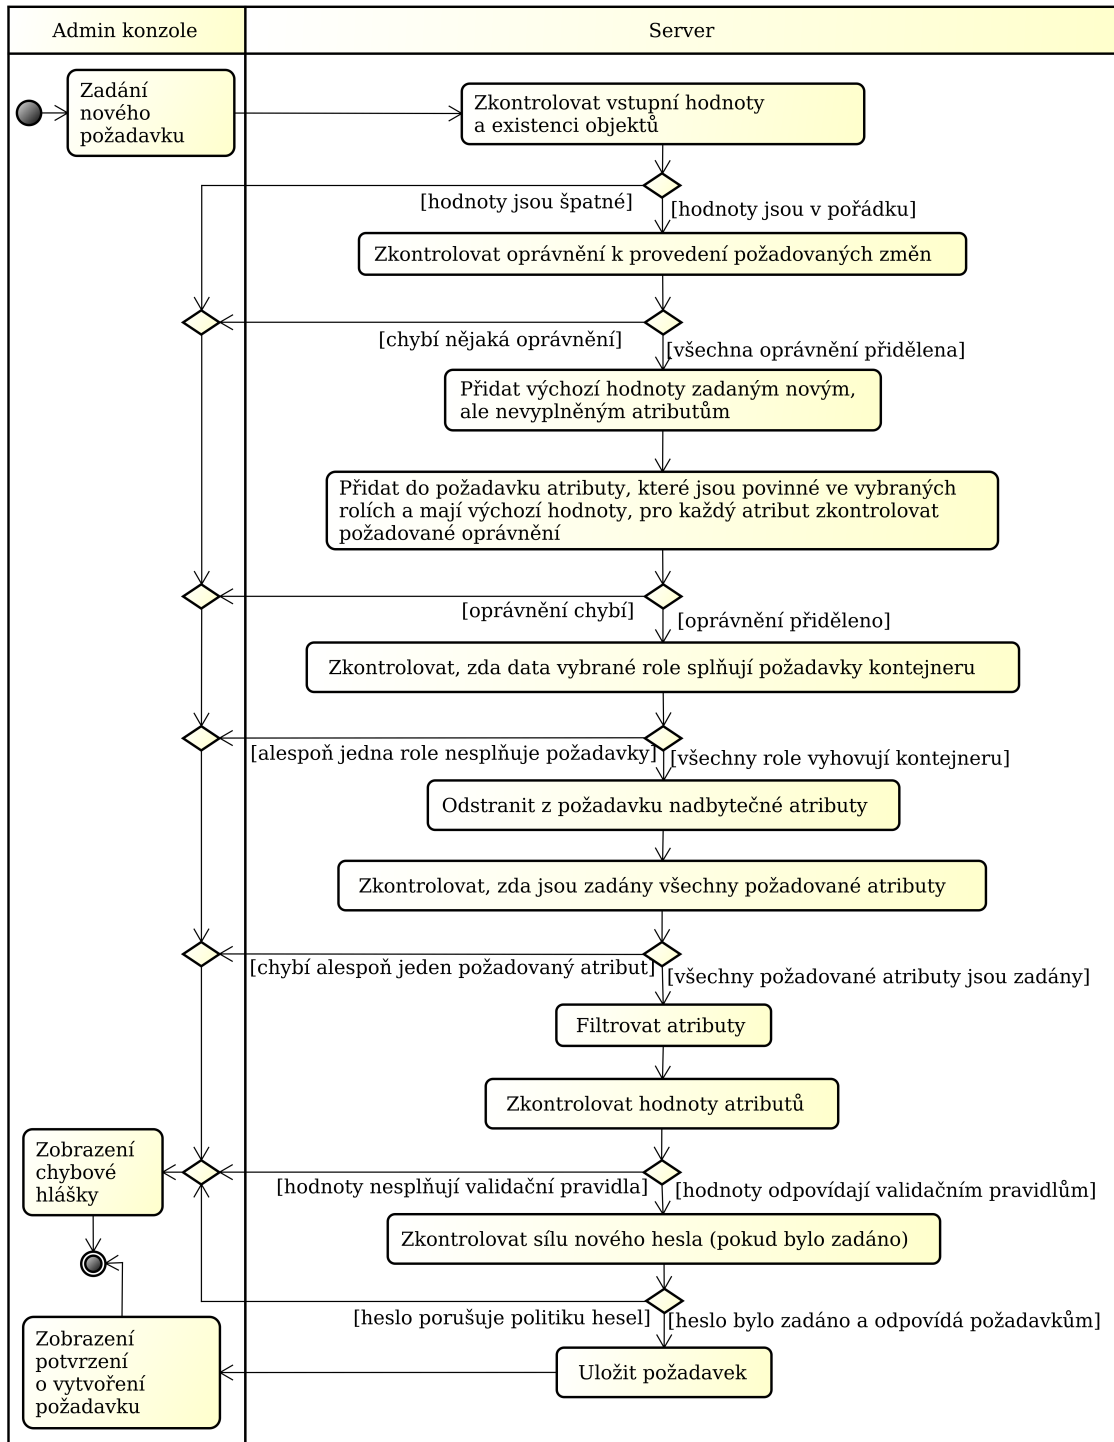 Admin konzole
Server
Zadání
nového
požadavku
Zkontrolovat vstupní hodnoty
a existenci objektů
[hodnoty jsou špatné]
[hodnoty jsou v pořádku]
Zkontrolovat oprávnění k provedení požadovaných změn
[chybí nějaká oprávnění]
[všechna oprávnění přidělena]
Přidat výchozí hodnoty zadaným novým,
ale nevyplněným atributům
Přidat do požadavku atributy, které jsou povinné ve vybraných
rolích a mají výchozí hodnoty, pro každý atribut zkontrolovat
požadované oprávnění
[oprávnění chybí]
[oprávnění přiděleno]
Zkontrolovat, zda data vybrané role splňují požadavky kontejneru
[alespoň jedna role nesplňuje požadavky]
[všechny role vyhovují kontejneru]
Odstranit z požadavku nadbytečné atributy
Zkontrolovat, zda jsou zadány všechny požadované atributy
[chybí alespoň jeden požadovaný atribut]
[všechny požadované atributy jsou zadány]
Filtrovat atributy
Zkontrolovat hodnoty atributů
Zobrazení
chybové
hlášky
[hodnoty nesplňují validační pravidla]
[hodnoty odpovídají validačním pravidlům]
Zkontrolovat sílu nového hesla (pokud bylo zadáno)
[heslo porušuje politiku hesel]
[heslo bylo zadáno a odpovídá požadavkům]
Zobrazení
potvrzení
o vytvoření
požadavku
Uložit požadavek